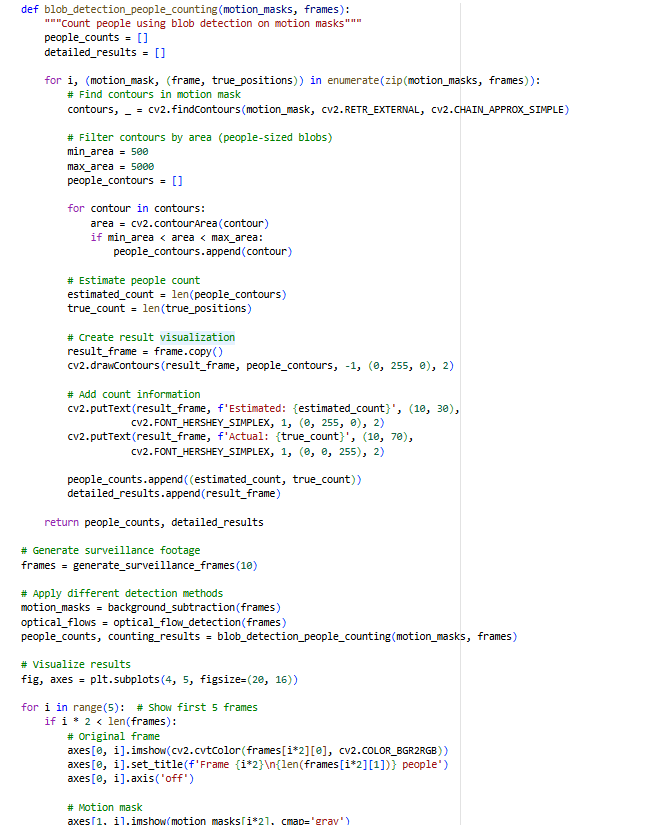 def blob_detection_people_counting(motion_masks, frames):
    """Count people using blob detection on motion masks"""
    people_counts = []
    detailed_results = []
    for i, (motion_mask, (frame, true_positions)) in enumerate(zip(motion_masks, frames)):
        # Find contours in motion mask
        contours, _ = cv2.findContours(motion_mask, cv2.RETR_EXTERNAL, cv2.CHAIN_APPROX_SIMPLE)
        # Filter contours by area (people-sized blobs)
        min_area = 500
        max_area = 5000
        people_contours = []
        for contour in contours:
            area = cv2.contourArea(contour)
            if min_area < area < max_area:
                people_contours.append(contour)
        # Estimate people count
        estimated_count = len(people_contours)
        true_count = len(true_positions)
        # Create result visualization
        result_frame = frame.copy()
        cv2.drawContours(result_frame, people_contours, -1, (0, 255, 0), 2)
        # Add count information
        cv2.putText(result_frame, f'Estimated: {estimated_count}', (10, 30),
                   cv2.FONT_HERSHEY_SIMPLEX, 1, (0, 255, 0), 2)
        cv2.putText(result_frame, f'Actual: {true_count}', (10, 70),
                   cv2.FONT_HERSHEY_SIMPLEX, 1, (0, 0, 255), 2)
        people_counts.append((estimated_count, true_count))
        detailed_results.append(result_frame)
    return people_counts, detailed_results
# Generate surveillance footage
frames = generate_surveillance_frames(10)
# Apply different detection methods
motion_masks = background_subtraction(frames)
optical_flows = optical_flow_detection(frames)
people_counts, counting_results = blob_detection_people_counting(motion_masks, frames)
# Visualize results
fig, axes = plt.subplots(4, 5, figsize=(20, 16))
for i in range(5):  # Show first 5 frames
    if i * 2 < len(frames):
        # Original frame
        axes[0, i].imshow(cv2.cvtColor(frames[i*2][0], cv2.COLOR_BGR2RGB))
        axes[0, i].set_title(f'Frame {i*2}\n{len(frames[i*2][1])} people')
        axes[0, i].axis('off')
        # Motion mask
        axes[1, i].imshow(motion_masks[i*2], cmap='gray')